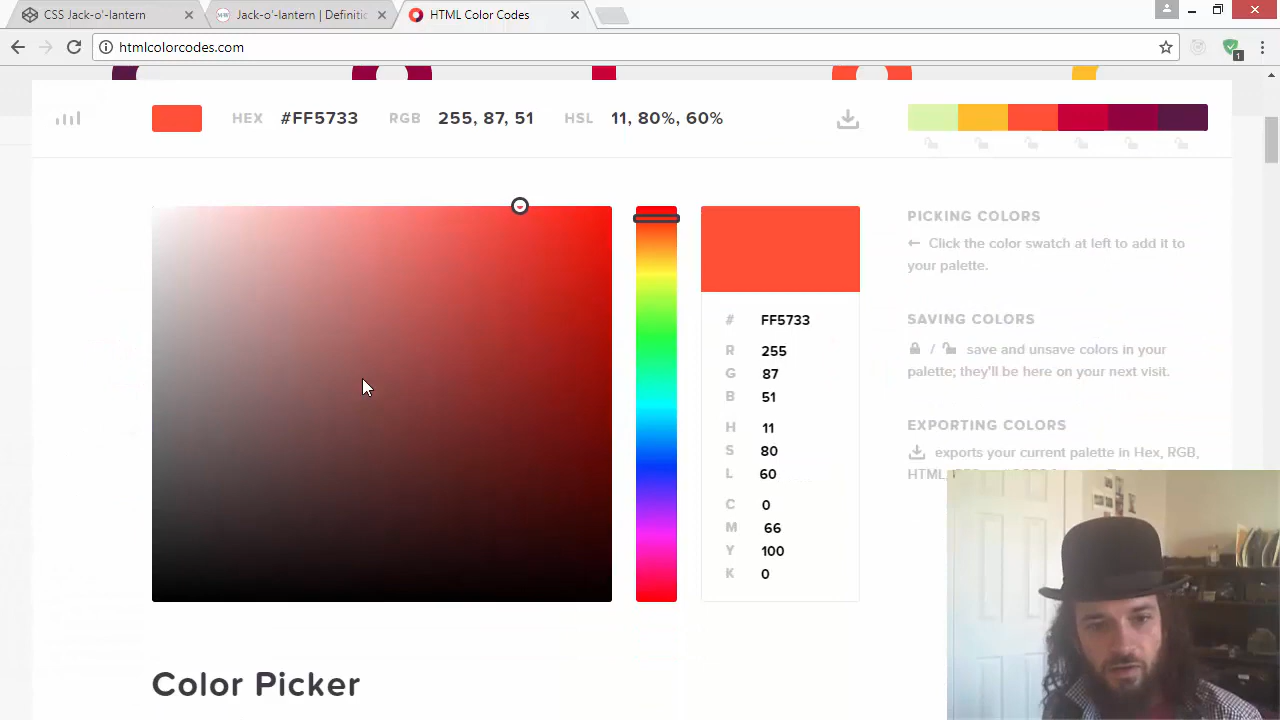 CSS Jack-o'-lantern
Jack-o'-lantern | Definitic
HTML Color Codes
htmlcolorcodes.com
1
HEX #FF5733 RGB 255, 87, 51 HSL 11, 80%, 60%
PICKING COLORS
← Click the color swatch at left to add it to
your palette.
SAVING COLORS
/ save and unsave colors in your
palette; they'll be here on your next visit.
EXPORTING COLORS
exports your current palette in Hex, RGB,
HTML,
# FF5733
R 255
G 87
B 51
H 11
S 80
L 60
C 0
M 66
Y 100
K 0
Color Picker